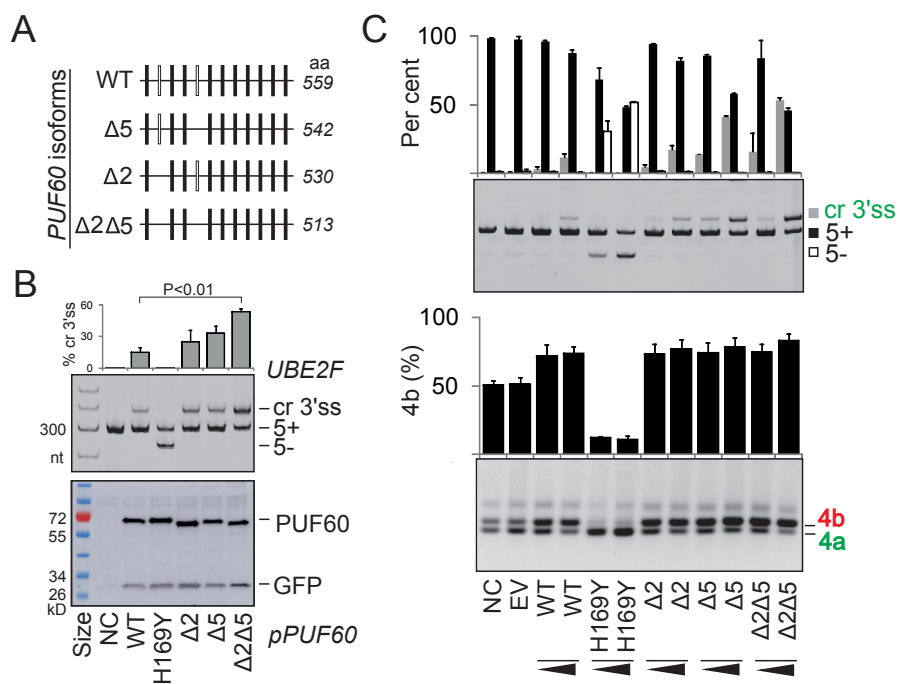 A
PUF60 isoforms
aa
WT
559
Δ5
542
Δ2
530
Δ2Δ5
513
B
P<0.01
% cr 3'ss
60
30
0
UBE2F
cr 3'ss
5+
5-
300
nt
72
55
34
26
kD
PUF60
GFP
Size
NC
WT
H169Y
Δ2
Δ5
Δ2Δ5
pPUF60
C
Per cent
100
50
cr 3'ss
5+
5-
4b (%)
100
50
4b
4a
NC
EV
WT
WT
H169Y
H169Y
Δ2
Δ2
Δ5
Δ5
Δ2Δ5
Δ2Δ5